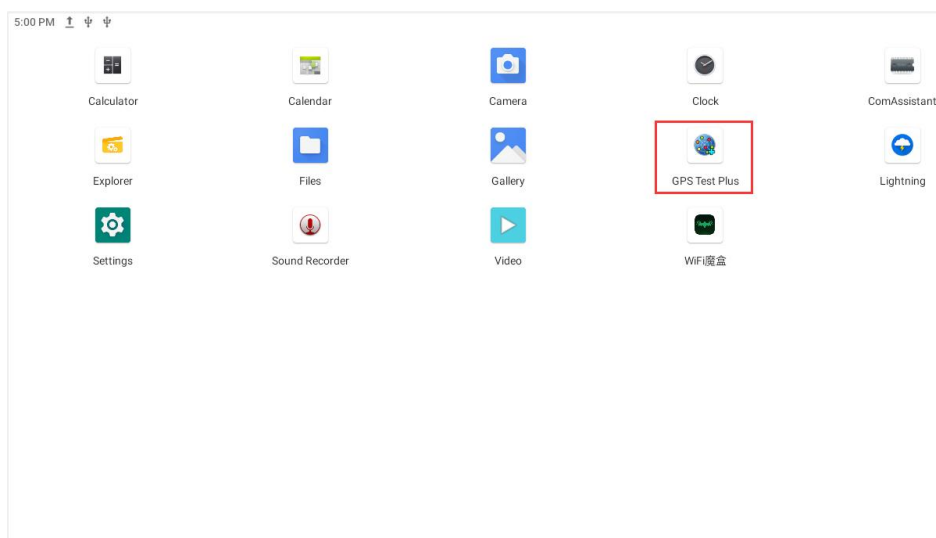 5:00 PM
Calculator Calendar Camera Clock ComAssistant
Explorer Files Gallery GPS Test Plus Lightning
Settings Sound Recorder Video WiFi魔盒